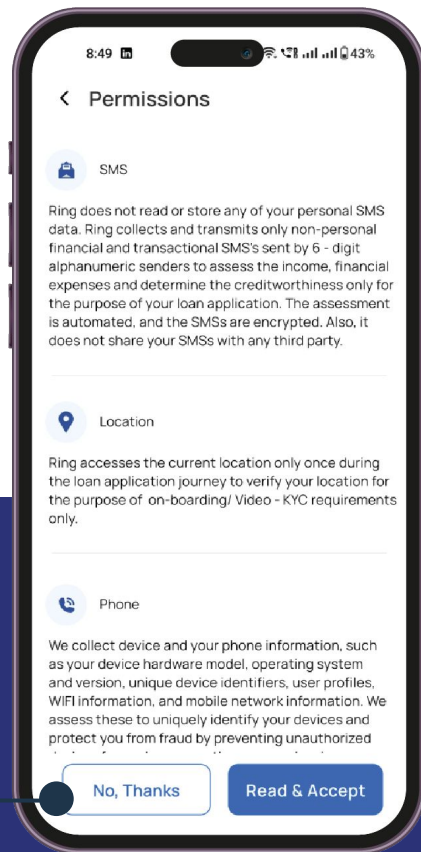 8:49
43%
Permissions
SMS
Ring does not read or store any of your personal SMS
data. Ring collects and transmits only non-personal
financial and transactional SMS's sent by 6 - digit
alphanumeric senders to assess the income, financial
expenses and determine the creditworthiness only for
the purpose of your loan application. The assessment
is automated, and the SMSs are encrypted. Also, it
does not share your SMSs with any third party.
Location
Ring accesses the current location only once during
the loan application journey to verify your location for
the purpose of on-boarding/ Video - KYC requirements
only.
Phone
We collect device and your phone information, such
as your device hardware model, operating system
and version, unique device identifiers, user profiles,
WIFI information, and mobile network information. We
assess these to uniquely identify your devices and
protect you from fraud by preventing unauthorized
No, Thanks
Read & Accept